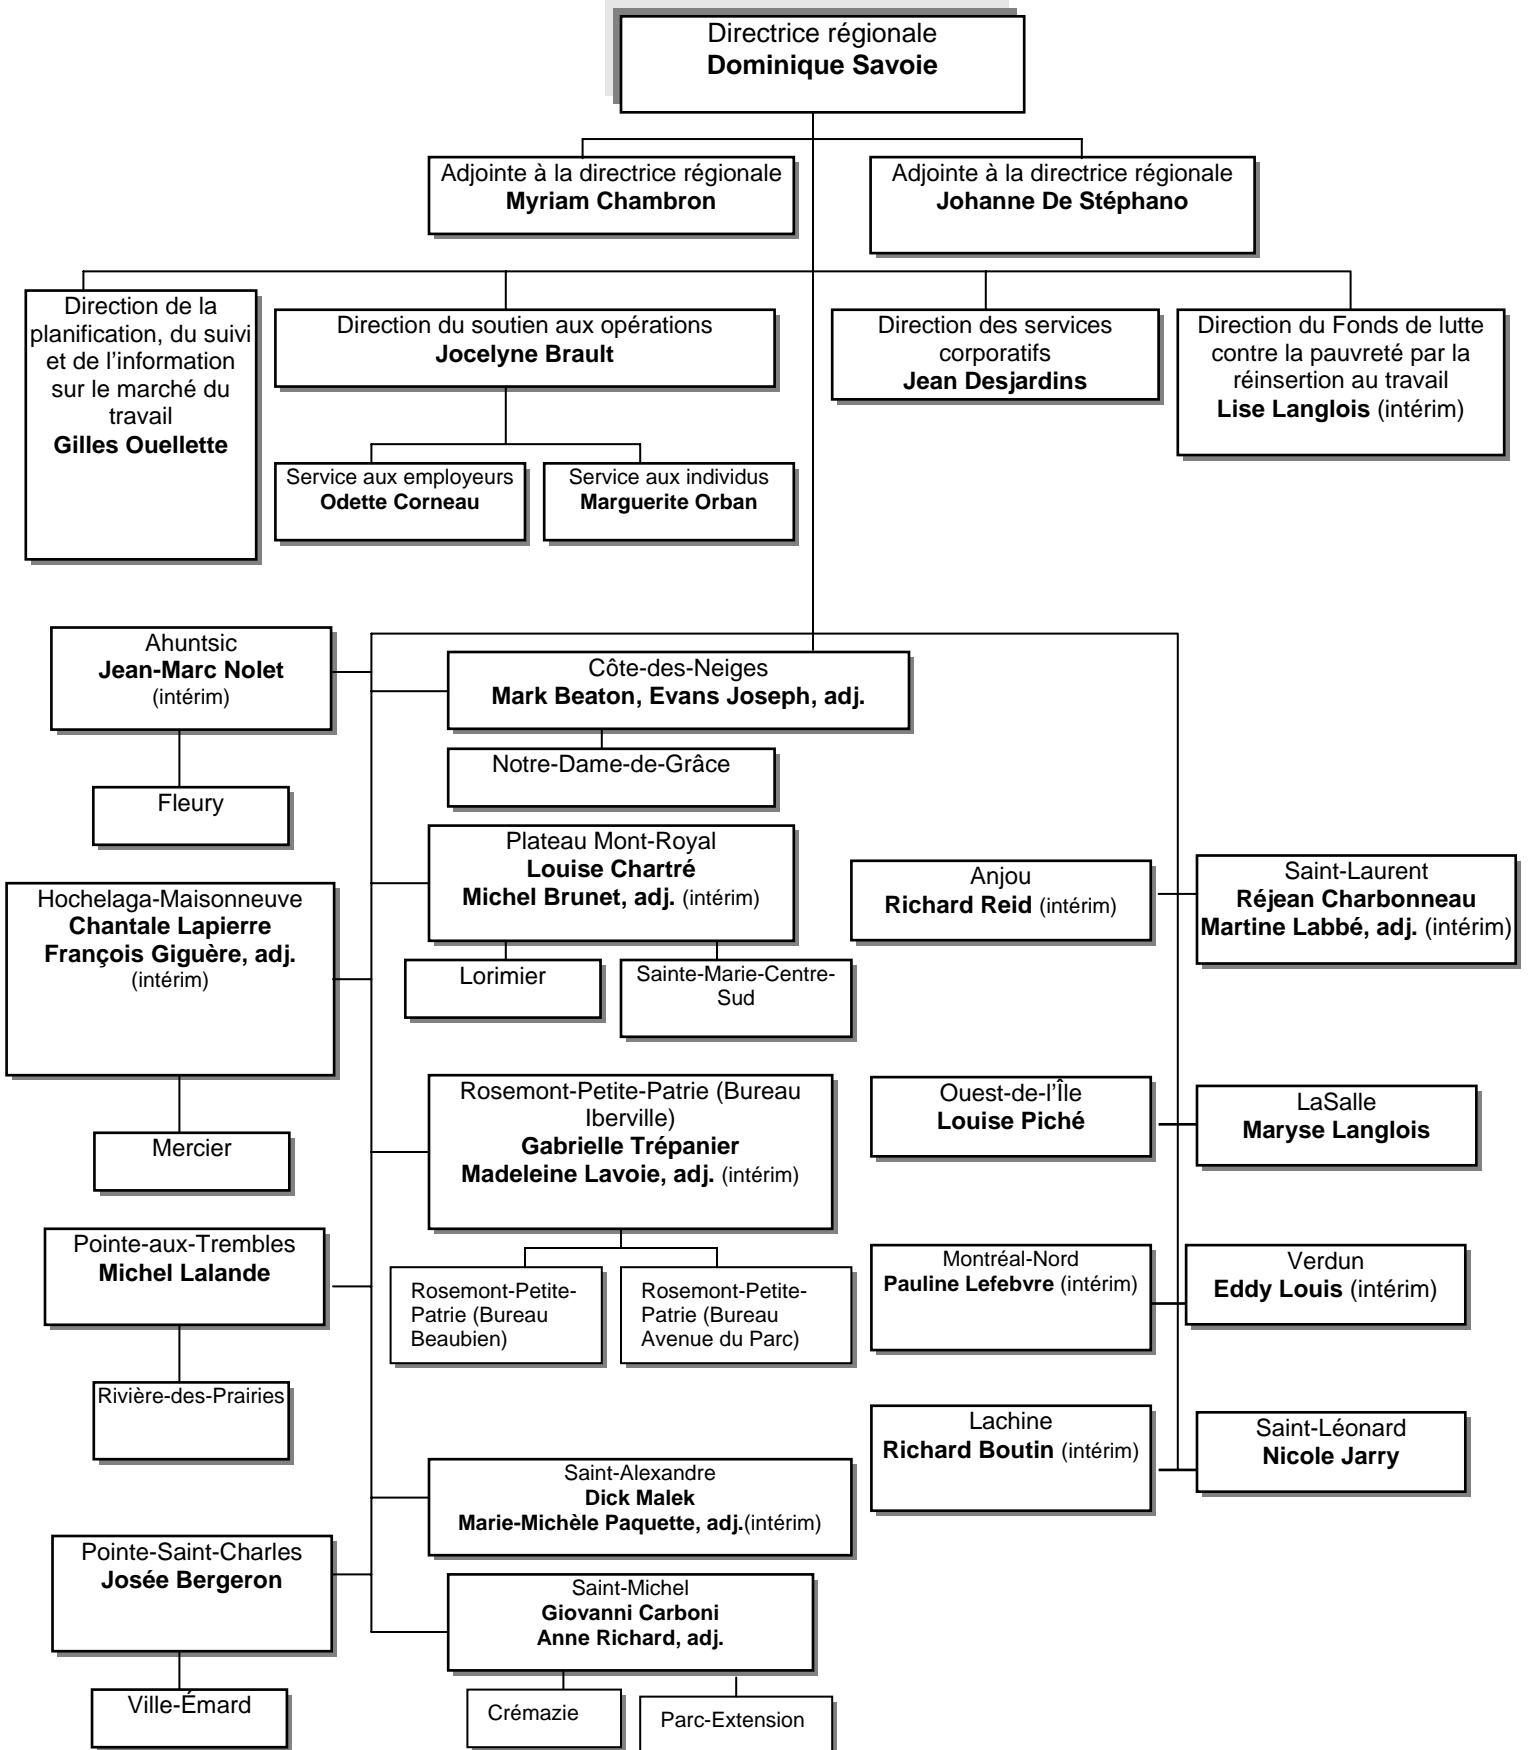 Directrice régionale
Dominique Savoie
Adjointe à la directrice régionale
Myriam Chambron
Adjointe à la directrice régionale
Johanne De Stéphano
Direction de la
planification, du suivi
et de l'information
sur le marché du
travail
Gilles Ouellette
Direction du soutien aux opérations
Jocelyne Brault
Direction des services
corporatifs
Jean Desjardins
Direction du Fonds de lutte
contre la pauvreté par la
réinsertion au travail
Lise Langlois (intérim)
Service aux employeurs
Odette Corneau
Service aux individus
Marguerite Orban
Ahuntsic
Jean-Marc Nolet
(intérim)
Fleury
Côte-des-Neiges
Mark Beaton, Evans Joseph, adj.
Notre-Dame-de-Grâce
Plateau Mont-Royal
Louise Chartré
Michel Brunet, adj. (intérim)
Lorimier
Sainte-Marie-Centre-
Sud
Hochelaga-Maisonneuve
Chantale Lapierre
François Giguère, adj.
(intérim)
Mercier
Anjou
Richard Reid (intérim)
Saint-Laurent
Réjean Charbonneau
Martine Labbé, adj. (intérim)
Rosemont-Petite-Patrie (Bureau
Iberville)
Gabrielle Trépanier
Madeleine Lavoie, adj. (intérim)
Rosemont-Petite-
Patrie (Bureau
Beaubien)
Rosemont-Petite-
Patrie (Bureau
Avenue du Parc)
Ouest-de-l'Île
Louise Piché
LaSalle
Maryse Langlois
Pointe-aux-Trembles
Michel Lalande
Rivière-des-Prairies
Montréal-Nord
Pauline Lefebvre (intérim)
Verdun
Eddy Louis (intérim)
Lachine
Richard Boutin (intérim)
Saint-Léonard
Nicole Jarry
Saint-Alexandre
Dick Malek
Marie-Michèle Paquette, adj.(intérim)
Pointe-Saint-Charles
Josée Bergeron
Ville-Émard
Saint-Michel
Giovanni Carboni
Anne Richard, adj.
Crémazie
Parc-Extension